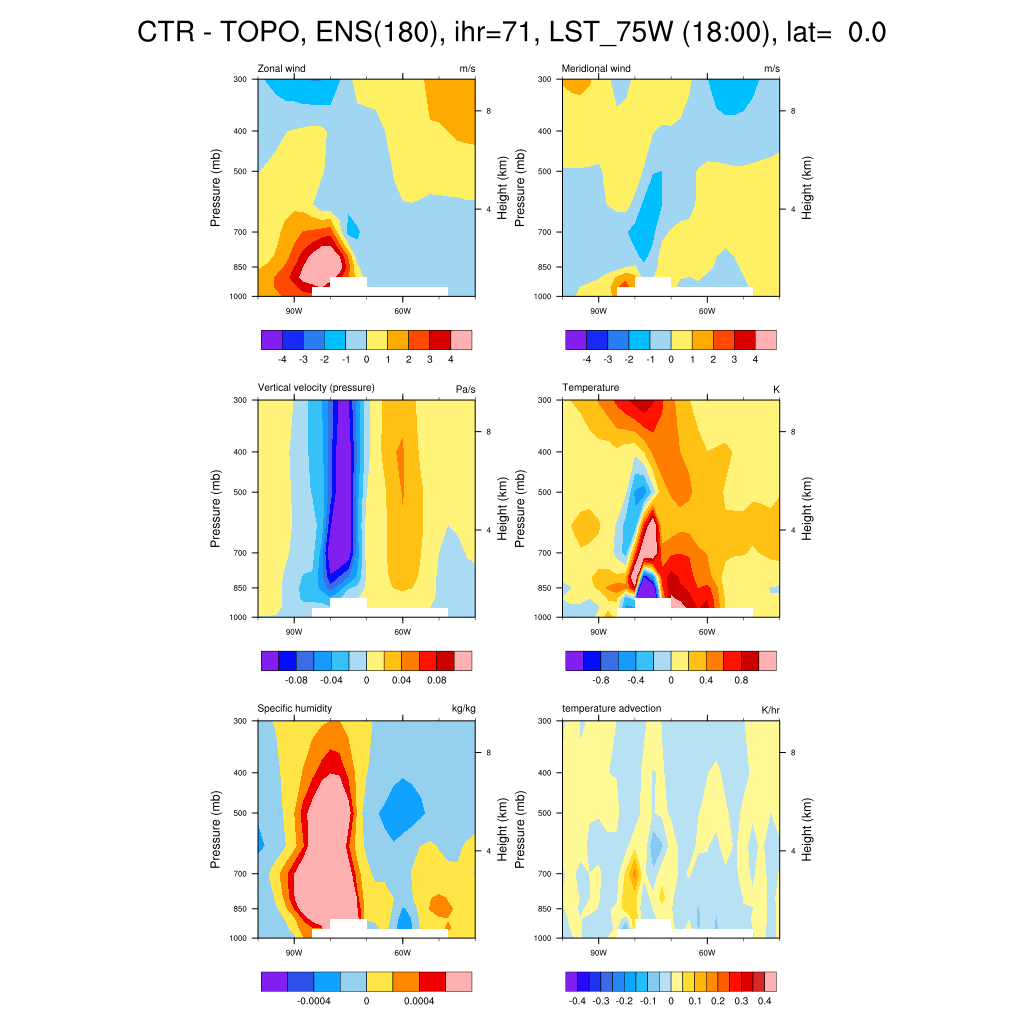 CTR - TOPO, ENS(180), ihr=71, LST_75W (18:00), lat= 0.0
Zonal wind m/s
Pressure (mb)
300
400
500
700
850
1000
90W 60W
8
4
Height (km)
-4 -3 -2 -1 0 1 2 3 4
Meridional wind m/s
Pressure (mb)
300
400
500
700
850
1000
90W 60W
8
4
Height (km)
-4 -3 -2 -1 0 1 2 3 4
Vertical velocity (pressure) Pa/s
Pressure (mb)
300
400
500
700
850
1000
90W 60W
8
4
Height (km)
-0.08 -0.04 0 0.04 0.08
Temperature K
Pressure (mb)
300
400
500
700
850
1000
90W 60W
8
4
Height (km)
-0.8 -0.4 0 0.4 0.8
Specific humidity kg/kg
Pressure (mb)
300
400
500
700
850
1000
90W 60W
8
4
Height (km)
-0.0004 0 0.0004
temperature advection K/hr
Pressure (mb)
300
400
500
700
850
1000
90W 60W
8
4
Height (km)
-0.4 -0.3 -0.2 -0.1 0 0.1 0.2 0.3 0.4